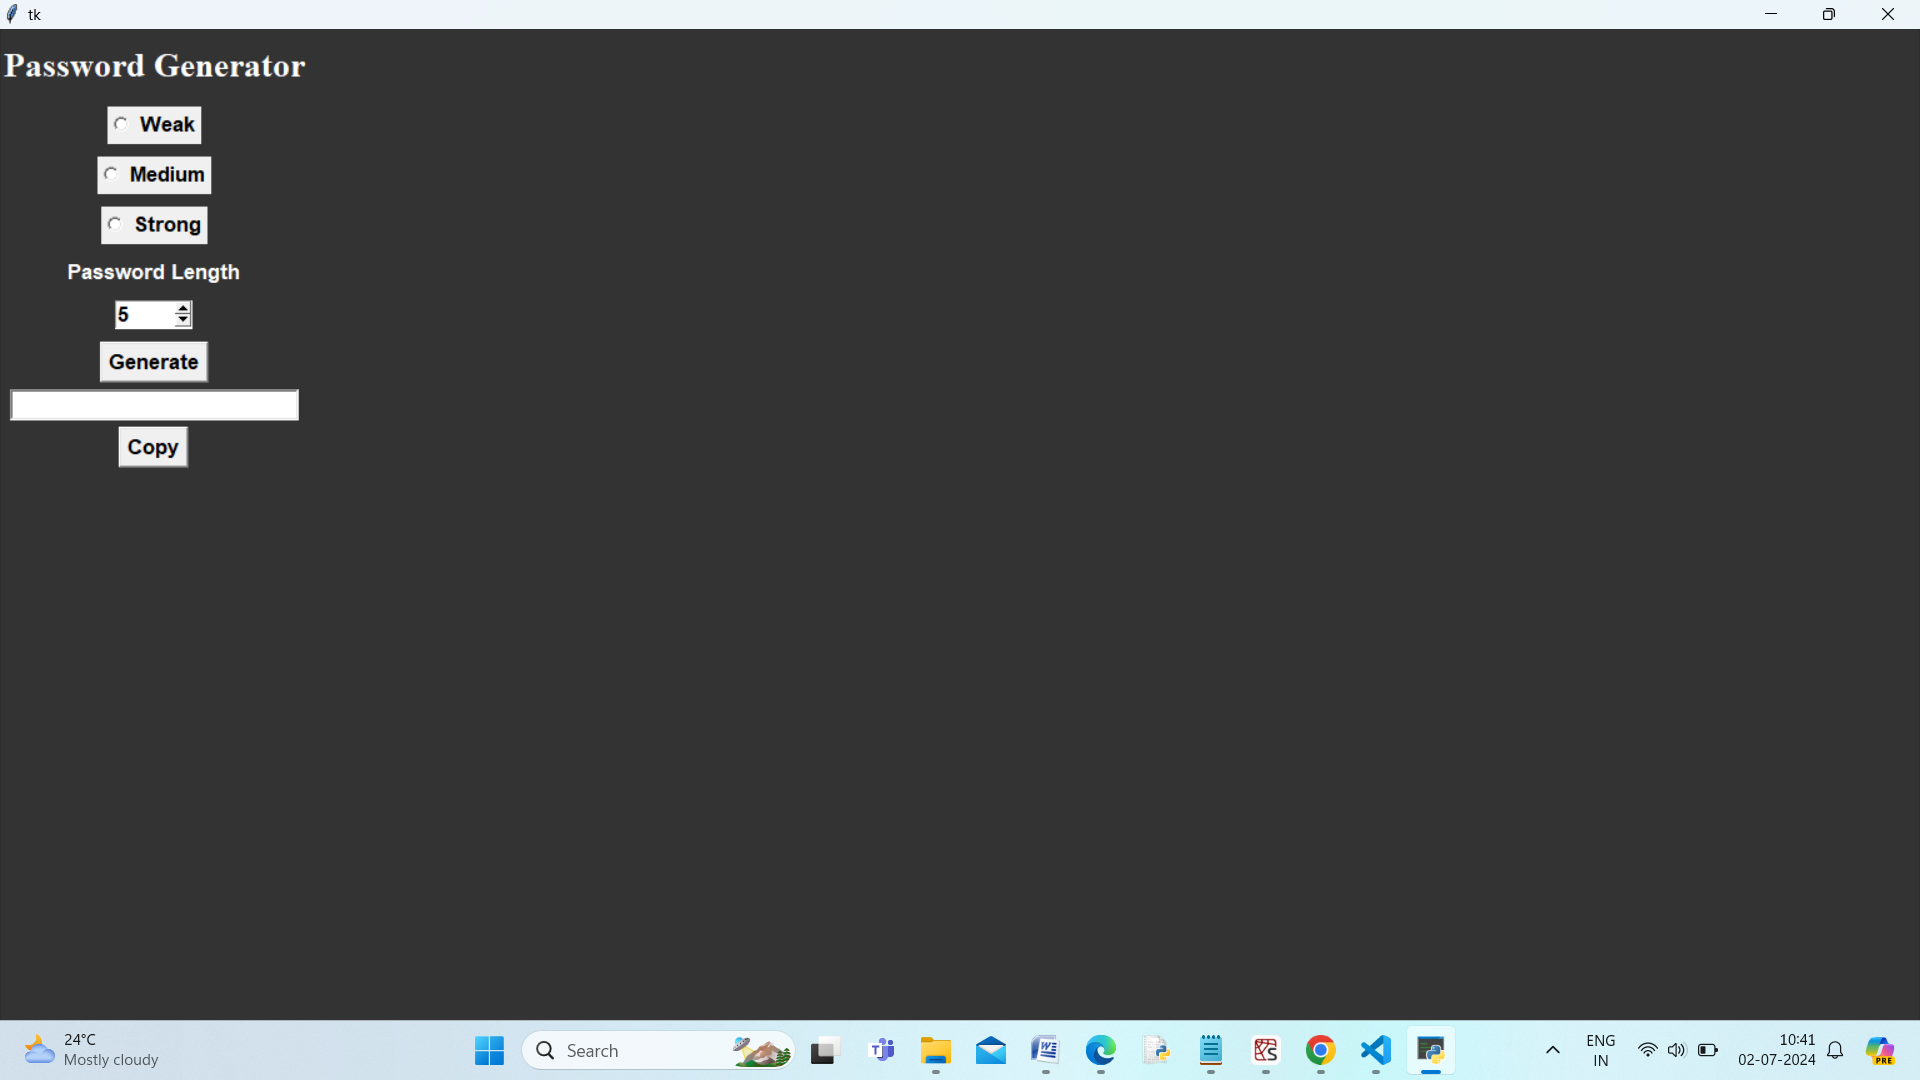 tk
Password Generator
Weak
Medium
Strong
Password Length
5
Generate
Copy
24°C
Mostly cloudy
Search
ENG
IN
10:41
02-07-2024
PRE